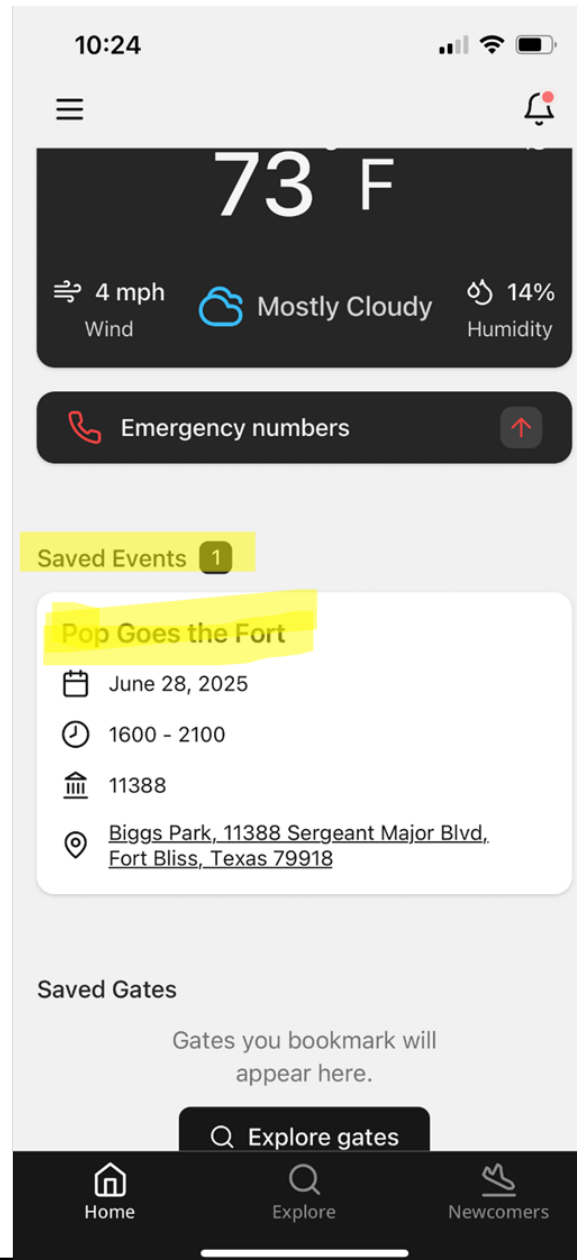 10:24
73 F
4 mph
Wind
Mostly Cloudy
14%
Humidity
Emergency numbers
Saved Events 1
Pop Goes the Fort
June 28, 2025
1600 - 2100
11388
Biggs Park, 11388 Sergeant Major Blvd,
Fort Bliss, Texas 79918
Saved Gates
Gates you bookmark will
appear here.
Explore gates
Home
Explore
Newcomers